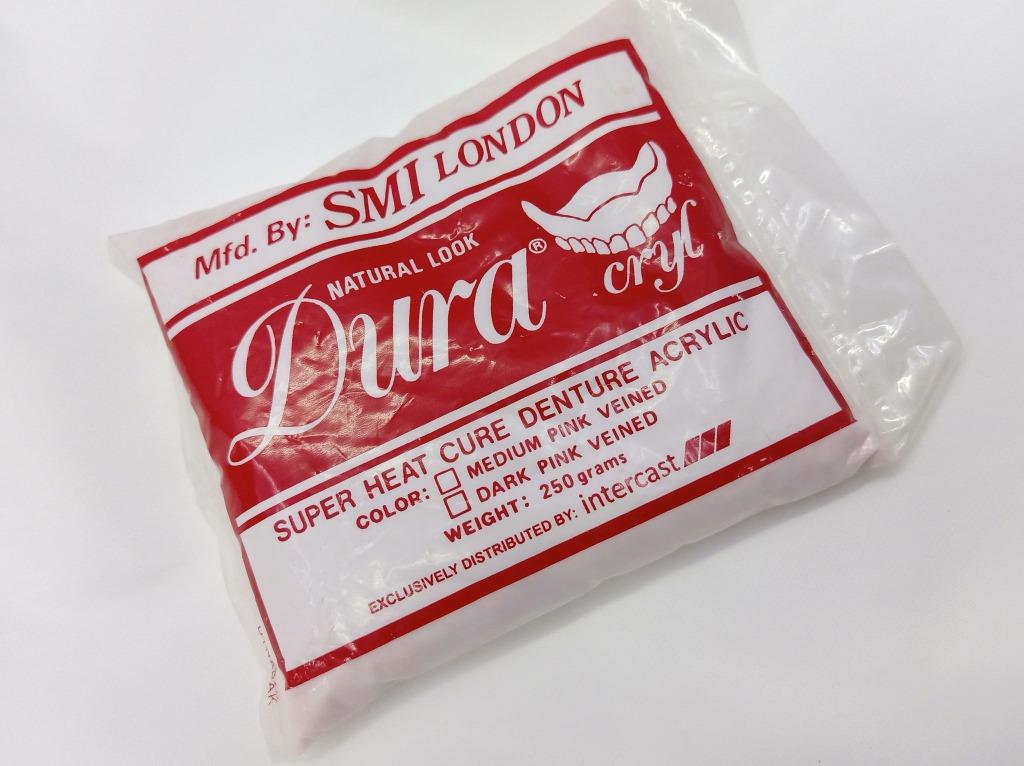 Mfd. By: SMI LONDON
NATURAL LOOK
Dura® cryl
SUPER HEAT CURE DENTURE ACRYLIC
COLOR: MEDIUM PINK VEINED
DARK PINK VEINED
WEIGHT: 250 grams
EXCLUSIVELY DISTRIBUTED BY: intercast